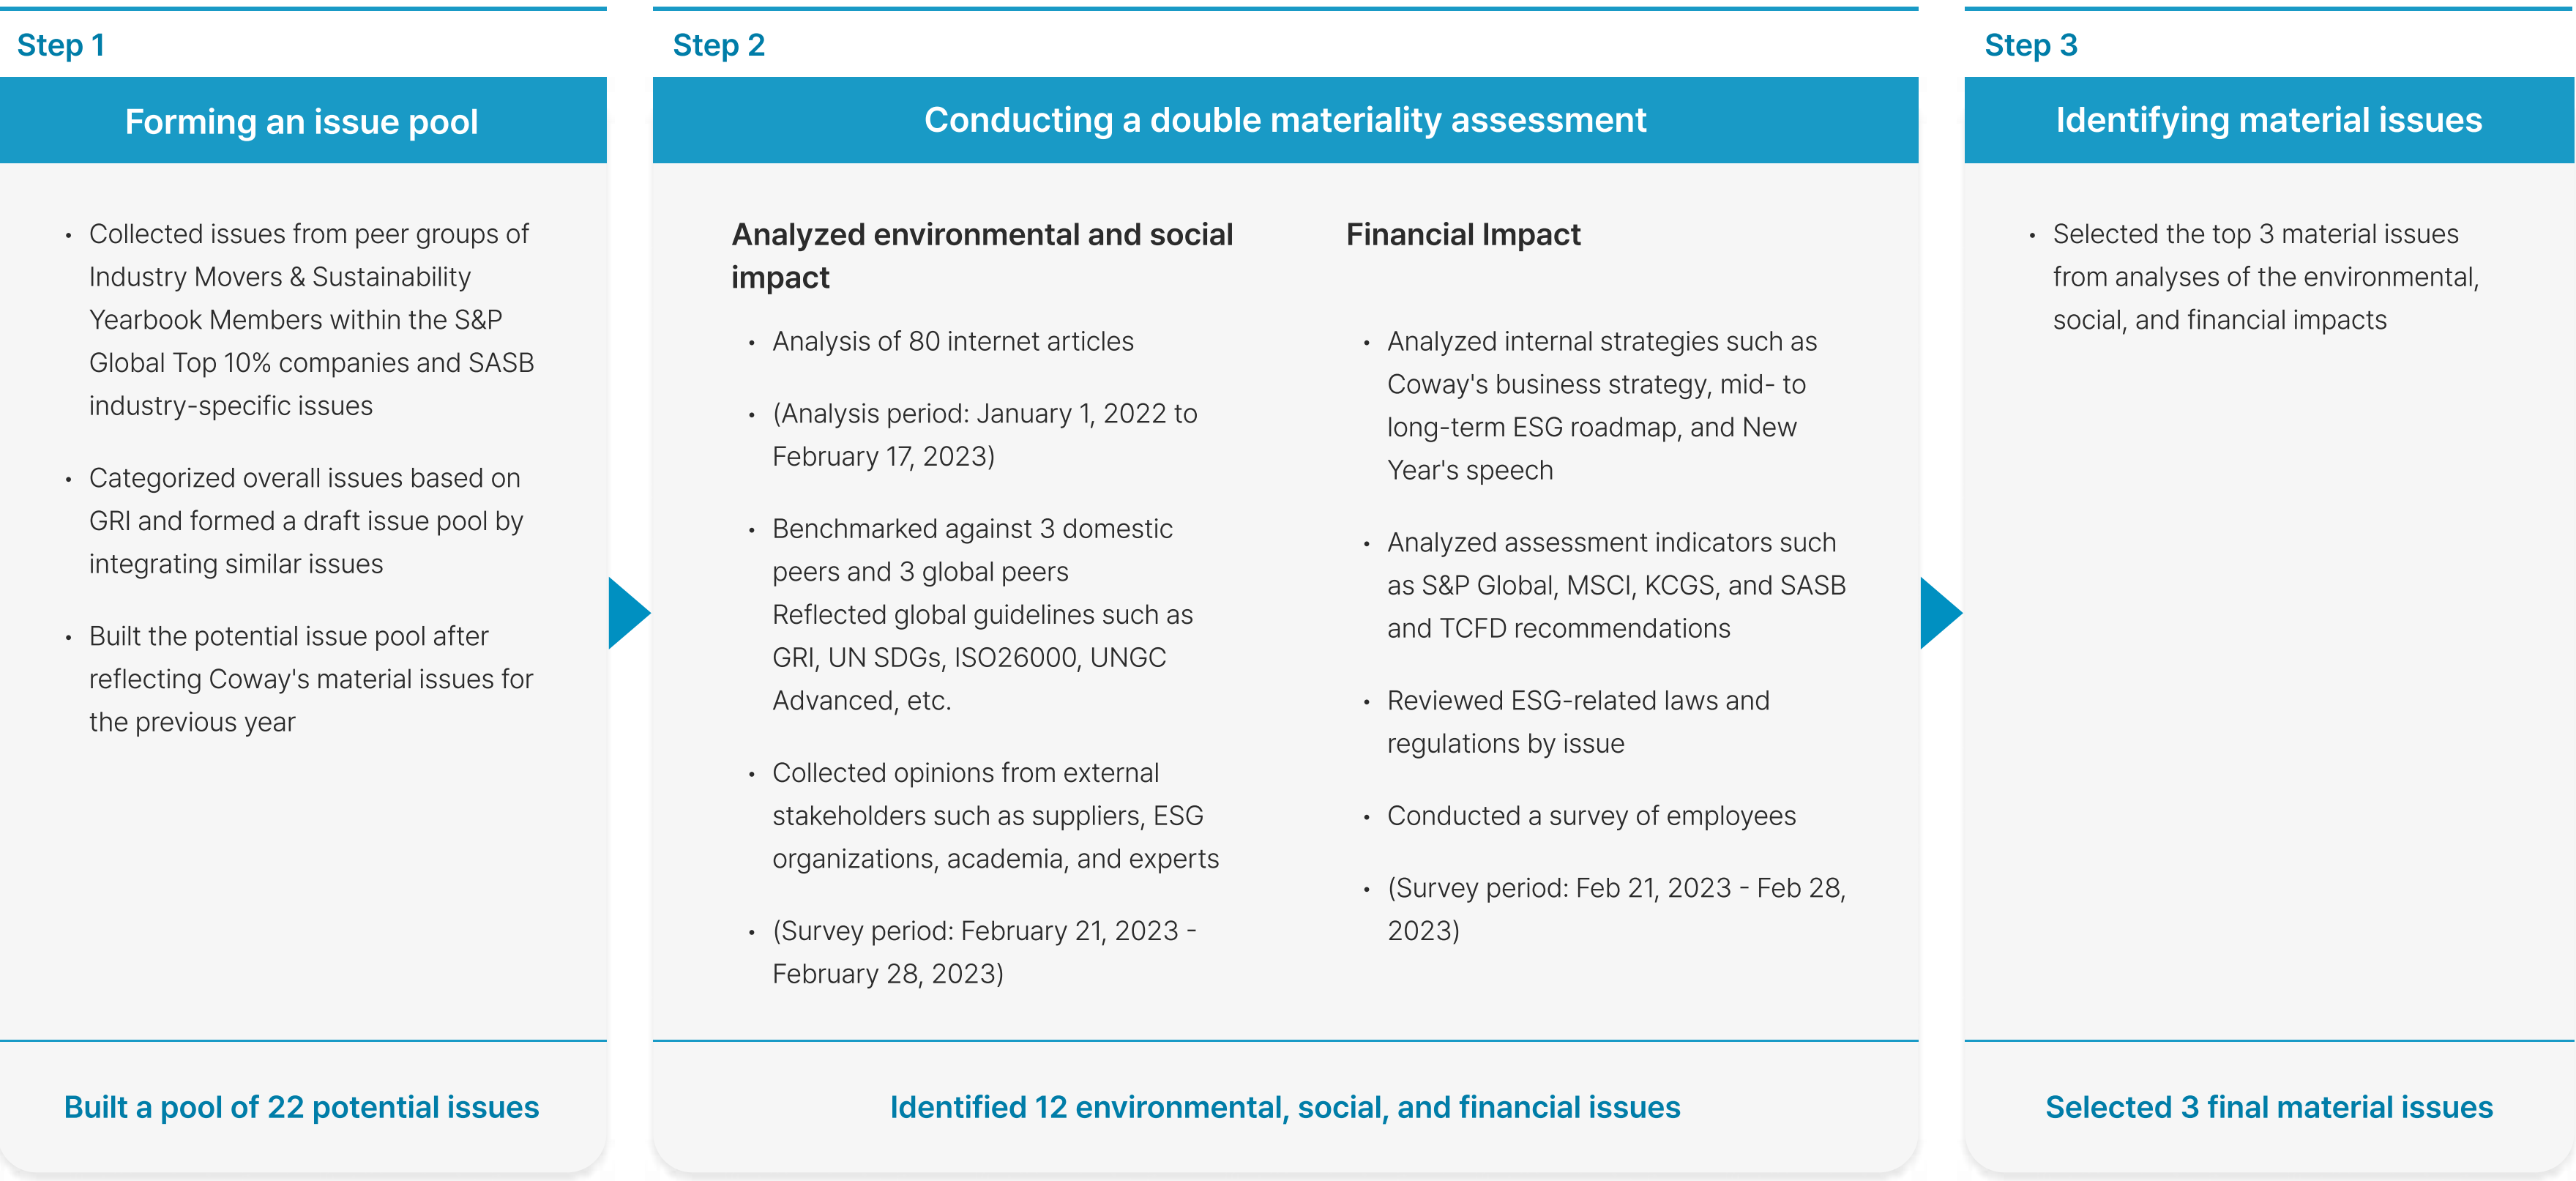 Step 1
Forming an issue pool
• Collected issues from peer groups of
Industry Movers & Sustainability
Yearbook Members within the S&P
Global Top 10% companies and SASB
industry-specific issues
• Categorized overall issues based on
GRI and formed a draft issue pool by
integrating similar issues
• Built the potential issue pool after
reflecting Coway's material issues for
the previous year
Built a pool of 22 potential issues
Step 2
Conducting a double materiality assessment
Analyzed environmental and social
impact
• Analysis of 80 internet articles
• (Analysis period: January 1, 2022 to
February 17, 2023)
• Benchmarked against 3 domestic
peers and 3 global peers
Reflected global guidelines such as
GRI, UN SDGs, ISO26000, UNGC
Advanced, etc.
• Collected opinions from external
stakeholders such as suppliers, ESG
organizations, academia, and experts
• (Survey period: February 21, 2023 -
February 28, 2023)
Financial Impact
• Analyzed internal strategies such as
Coway's business strategy, mid- to
long-term ESG roadmap, and New
Year's speech
• Analyzed assessment indicators such
as S&P Global, MSCI, KCGS, and SASB
and TCFD recommendations
• Reviewed ESG-related laws and
regulations by issue
• Conducted a survey of employees
• (Survey period: Feb 21, 2023 - Feb 28,
2023)
Identified 12 environmental, social, and financial issues
Step 3
Identifying material issues
• Selected the top 3 material issues
from analyses of the environmental,
social, and financial impacts
Selected 3 final material issues